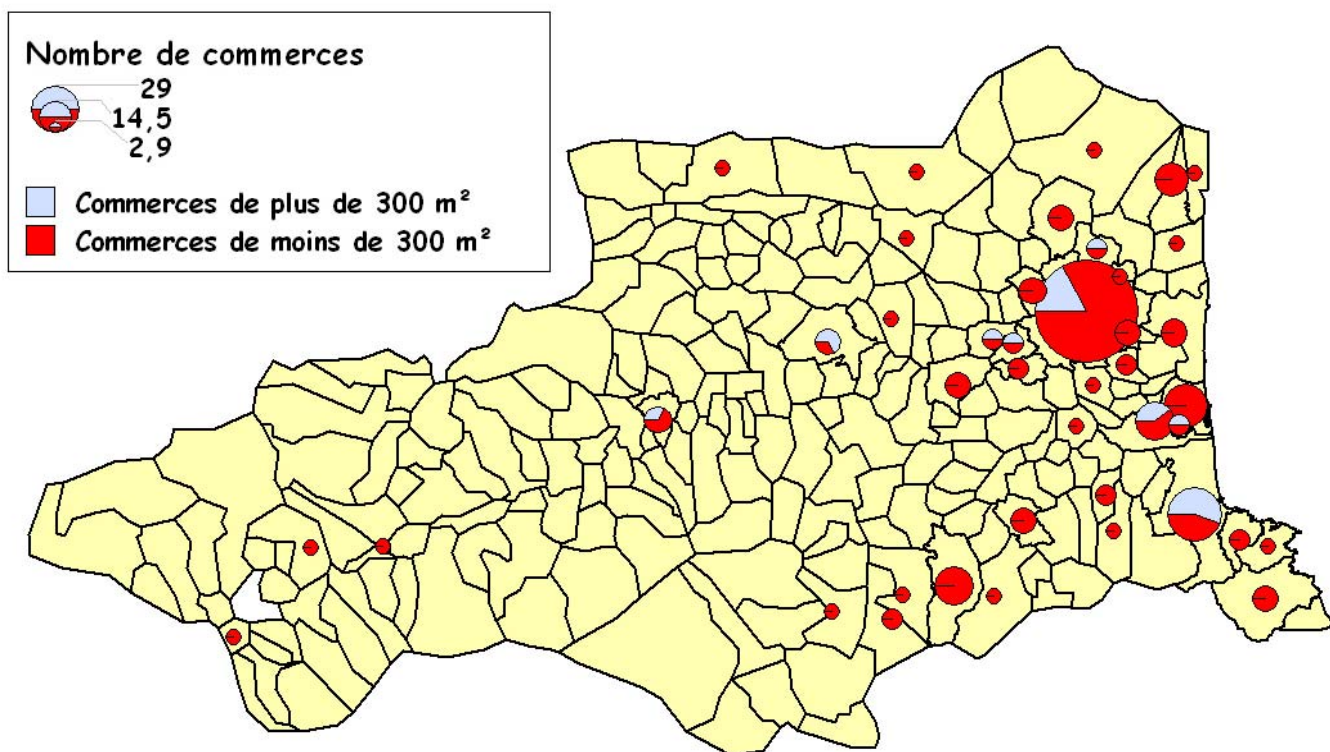 Nombre de commerces
29
14,5
2,9
Commerces de plus de 300 m²
Commerces de moins de 300 m²